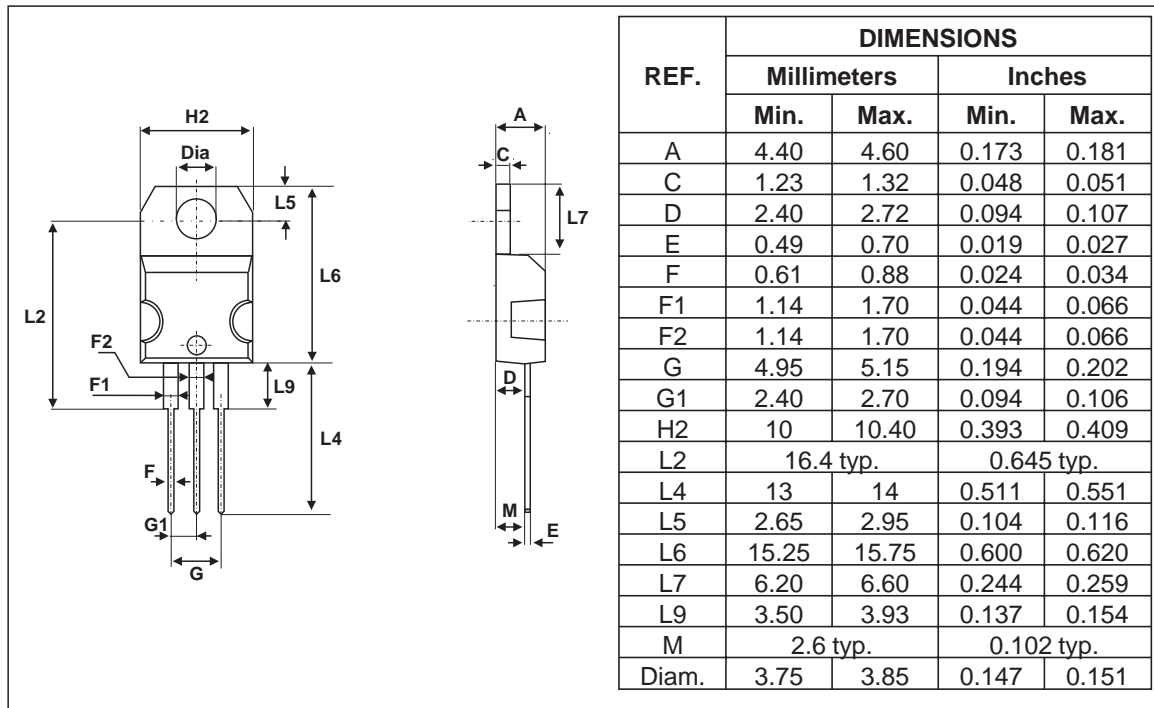 H2
Dia
L5
L6
L2
F2
F1
L9
L4
F
G1
G
A
C
L7
D
M
E
REF. DIMENSIONS
Millimeters Inches
Min. Max. Min. Max.
A 4.40 4.60 0.173 0.181
C 1.23 1.32 0.048 0.051
D 2.40 2.72 0.094 0.107
E 0.49 0.70 0.019 0.027
F 0.61 0.88 0.024 0.034
F1 1.14 1.70 0.044 0.066
F2 1.14 1.70 0.044 0.066
G 4.95 5.15 0.194 0.202
G1 2.40 2.70 0.094 0.106
H2 10 10.40 0.393 0.409
L2 16.4 typ. 0.645 typ.
L4 13 14 0.511 0.551
L5 2.65 2.95 0.104 0.116
L6 15.25 15.75 0.600 0.620
L7 6.20 6.60 0.244 0.259
L9 3.50 3.93 0.137 0.154
M 2.6 typ. 0.102 typ.
Diam. 3.75 3.85 0.147 0.151